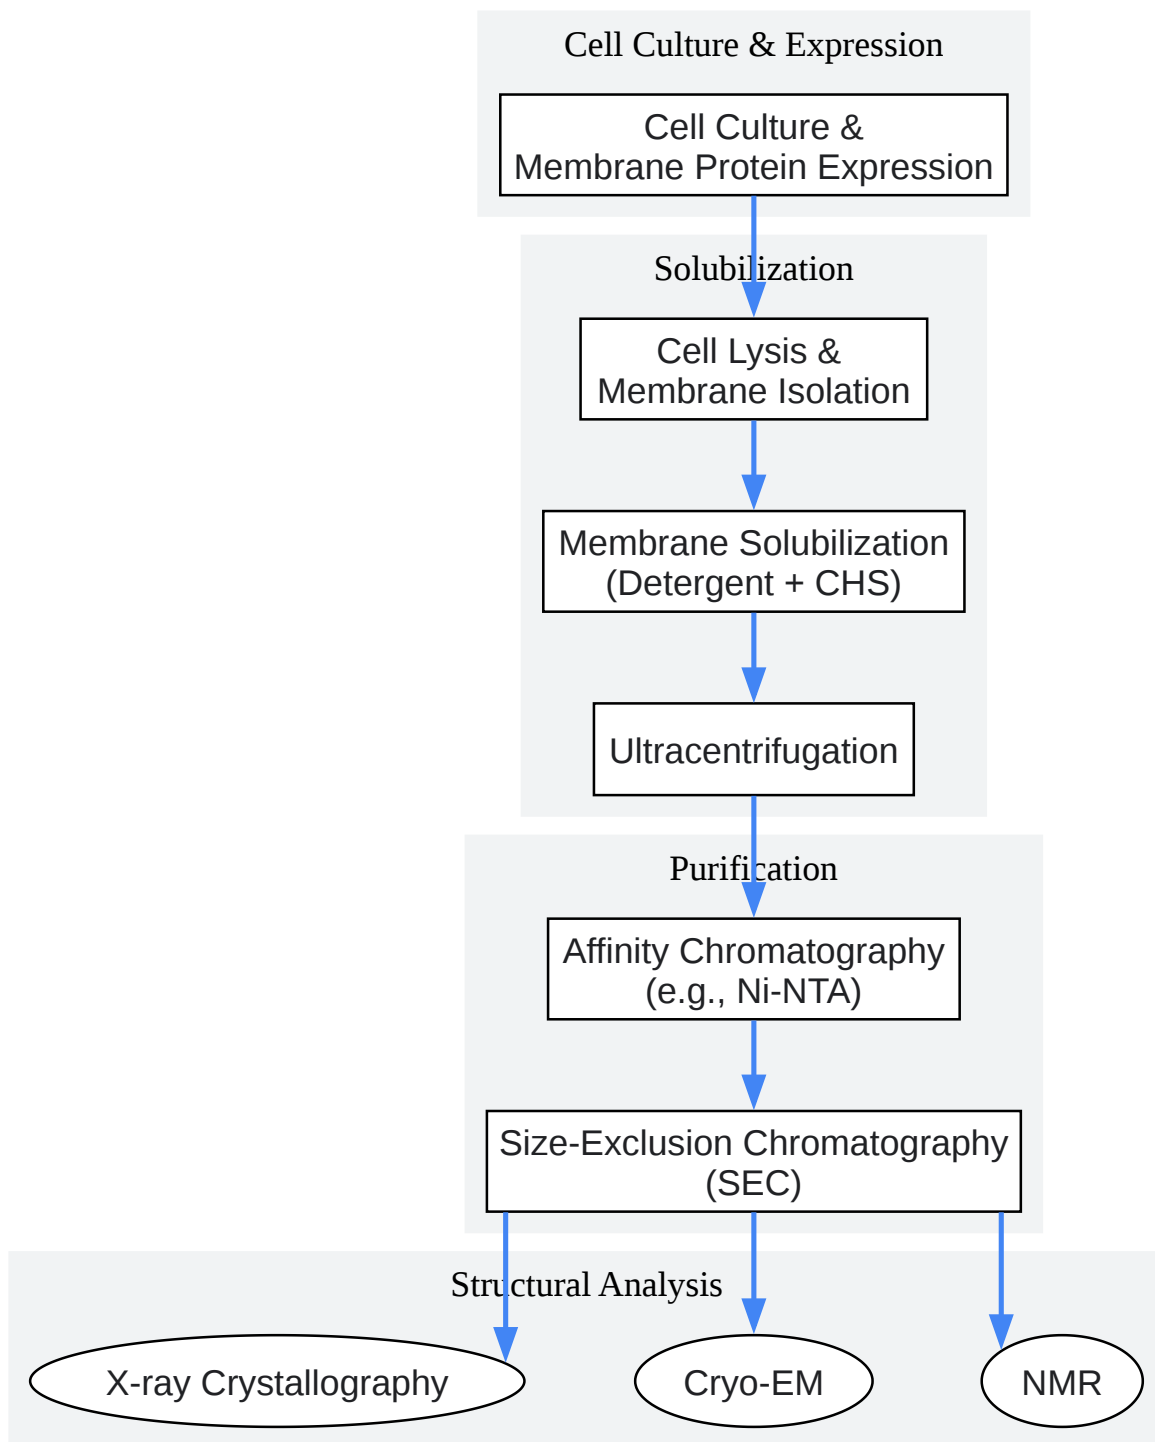 Cell Culture & Expression
Cell Culture &
Membrane Protein Expression
Solubilization
Cell Lysis &
Membrane Isolation
Membrane Solubilization
(Detergent + CHS)
Ultracentrifugation
Purification
Affinity Chromatography
(e.g., Ni-NTA)
Size-Exclusion Chromatography
(SEC)
Structural Analysis
X-ray Crystallography
Cryo-EM
NMR